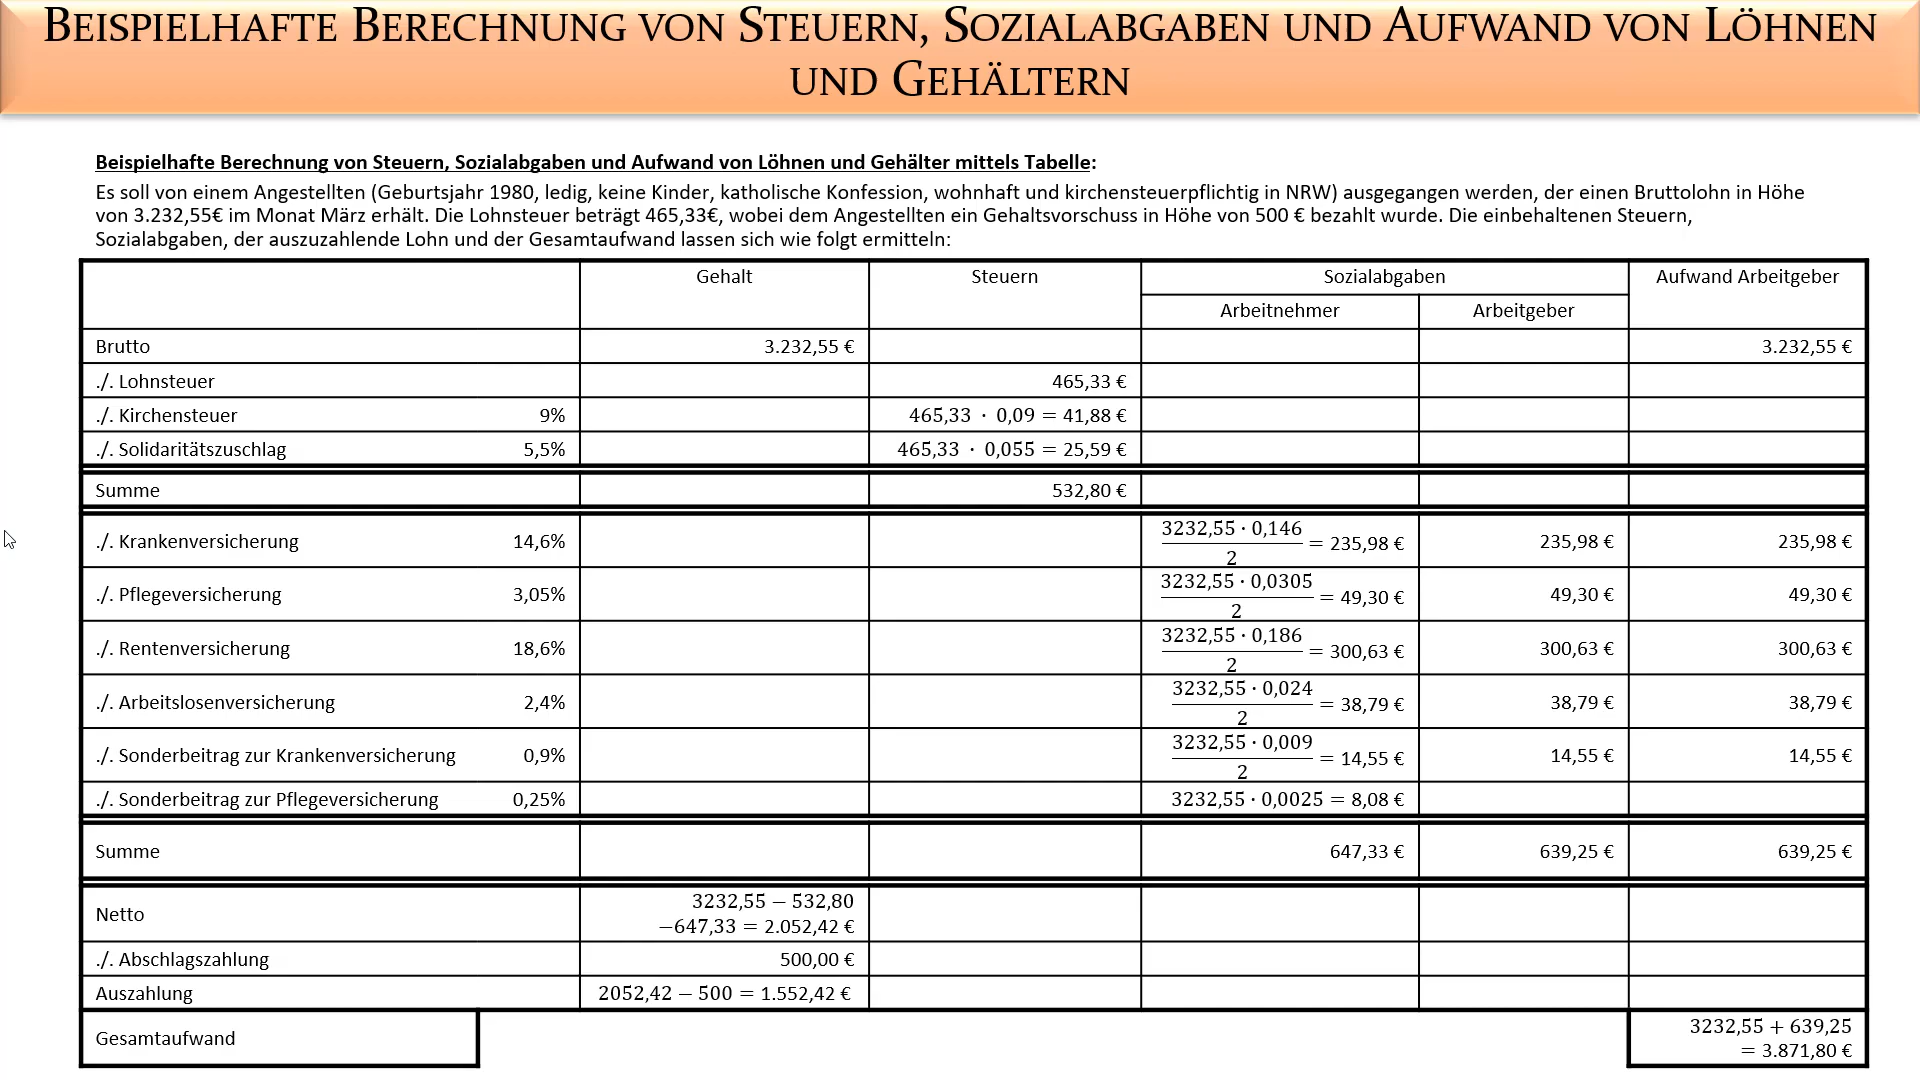 BEISPIELHAFTE BERECHNUNG VON STEUERN, SOZIALABGABEN UND AUFWAND VON LÖHNEN
UND GEHÄLTERN
Beispielhafte Berechnung von Steuern, Sozialabgaben und Aufwand von Löhnen und Gehälter mittels Tabelle:
Es soll von einem Angestellten (Geburtsjahr 1980, ledig, keine Kinder, katholische Konfession, wohnhaft und kirchensteuerpflichtig in NRW) ausgegangen werden, der einen Bruttolohn in Höhe
von 3.232,55€ im Monat März erhält. Die Lohnsteuer beträgt 465,33€, wobei dem Angestellten ein Gehaltsvorschuss in Höhe von 500 € bezahlt wurde. Die einbehaltenen Steuern,
Sozialabgaben, der auszuzahlende Lohn und der Gesamtaufwand lassen sich wie folgt ermitteln:
Gehalt Steuern Sozialabgaben Aufwand Arbeitgeber
Arbeitnehmer Arbeitgeber
Brutto 3.232,55 € 3.232,55 €
./. Lohnsteuer 465,33 €
./. Kirchensteuer 9% 465,33 · 0,09 = 41,88 €
./. Solidaritätszuschlag 5,5% 465,33 · 0,055 = 25,59 €
Summe 532,80 €
./. Krankenversicherung 14,6% 3232,55 · 0,146 / 2 = 235,98 € 235,98 € 235,98 €
./. Pflegeversicherung 3,05% 3232,55 · 0,0305 / 2 = 49,30 € 49,30 € 49,30 €
./. Rentenversicherung 18,6% 3232,55 · 0,186 / 2 = 300,63 € 300,63 € 300,63 €
./. Arbeitslosenversicherung 2,4% 3232,55 · 0,024 / 2 = 38,79 € 38,79 € 38,79 €
./. Sonderbeitrag zur Krankenversicherung 0,9% 3232,55 · 0,009 / 2 = 14,55 € 14,55 € 14,55 €
./. Sonderbeitrag zur Pflegeversicherung 0,25% 3232,55 · 0,0025 = 8,08 €
Summe 647,33 € 639,25 € 639,25 €
Netto 3232,55 − 532,80
−647,33 = 2.052,42 €
./. Abschlagszahlung 500,00 €
Auszahlung 2052,42 − 500 = 1.552,42 €
Gesamtaufwand 3232,55 + 639,25
= 3.871,80 €